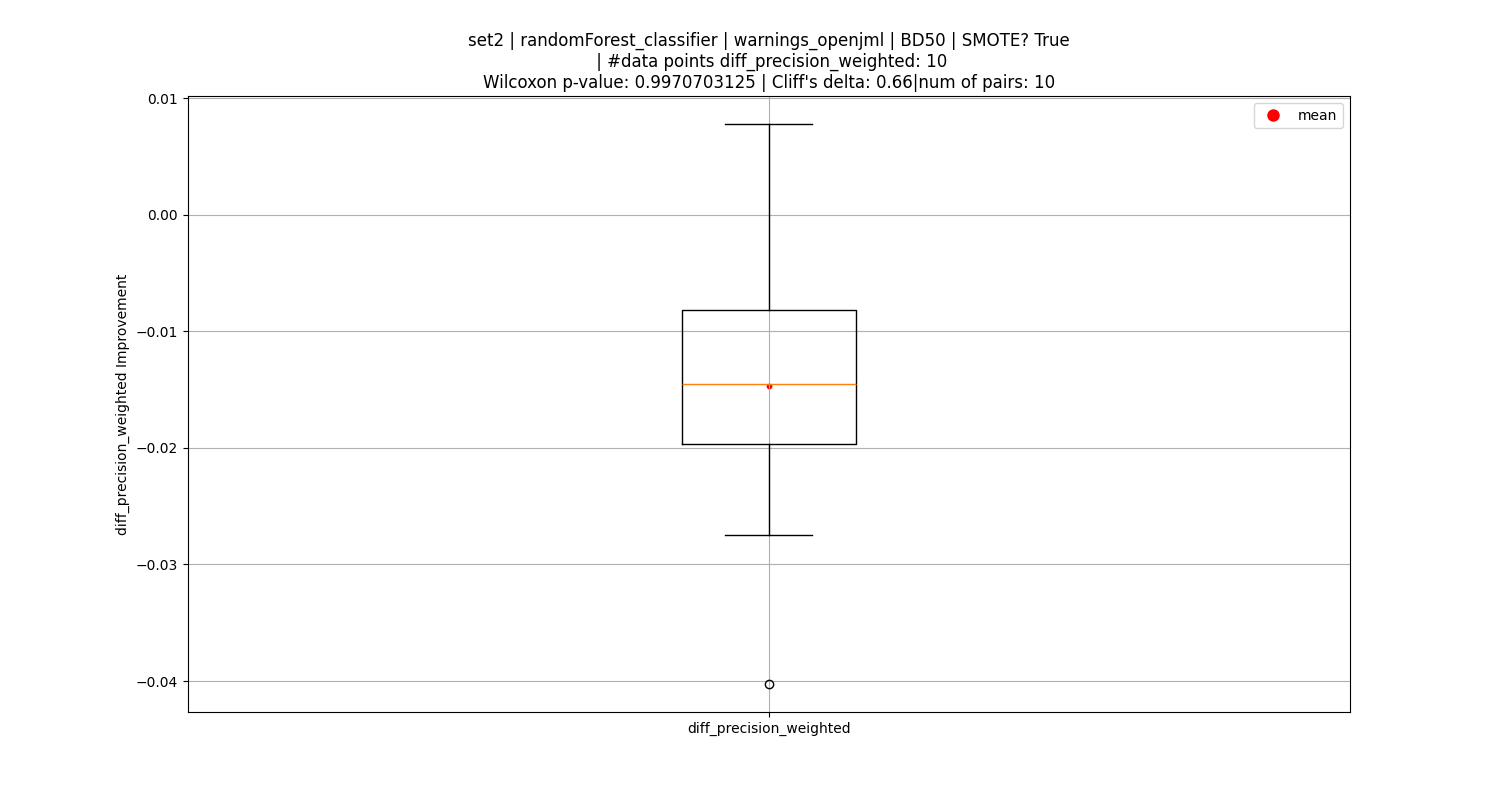 set2 | randomForest_classifier | warnings_openjml | BD50 | SMOTE? True
| #data points diff_precision_weighted: 10
Wilcoxon p-value: 0.9970703125 | Cliff's delta: 0.66|num of pairs: 10
mean
0.01
0.00
−0.01
−0.02
−0.03
−0.04
diff_precision_weighted Improvement
diff_precision_weighted